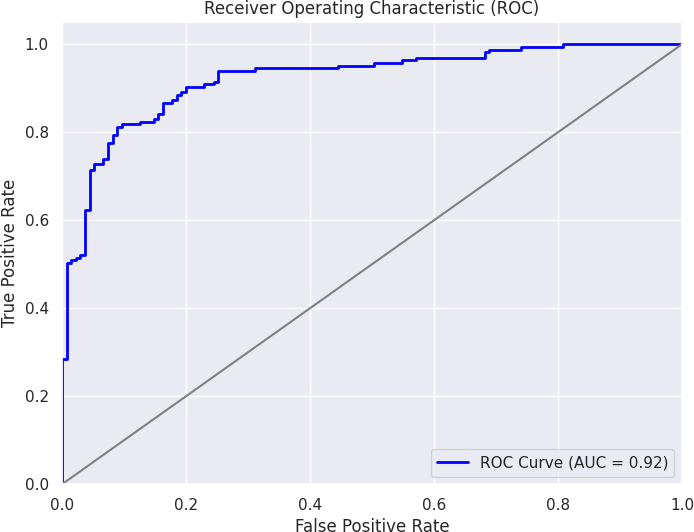 Receiver Operating Characteristic (ROC)
1.0
0.8
0.6
0.4
0.2
0.0
True Positive Rate
ROC Curve (AUC = 0.92)
0.0 0.2 0.4 0.6 0.8 1.0
False Positive Rate